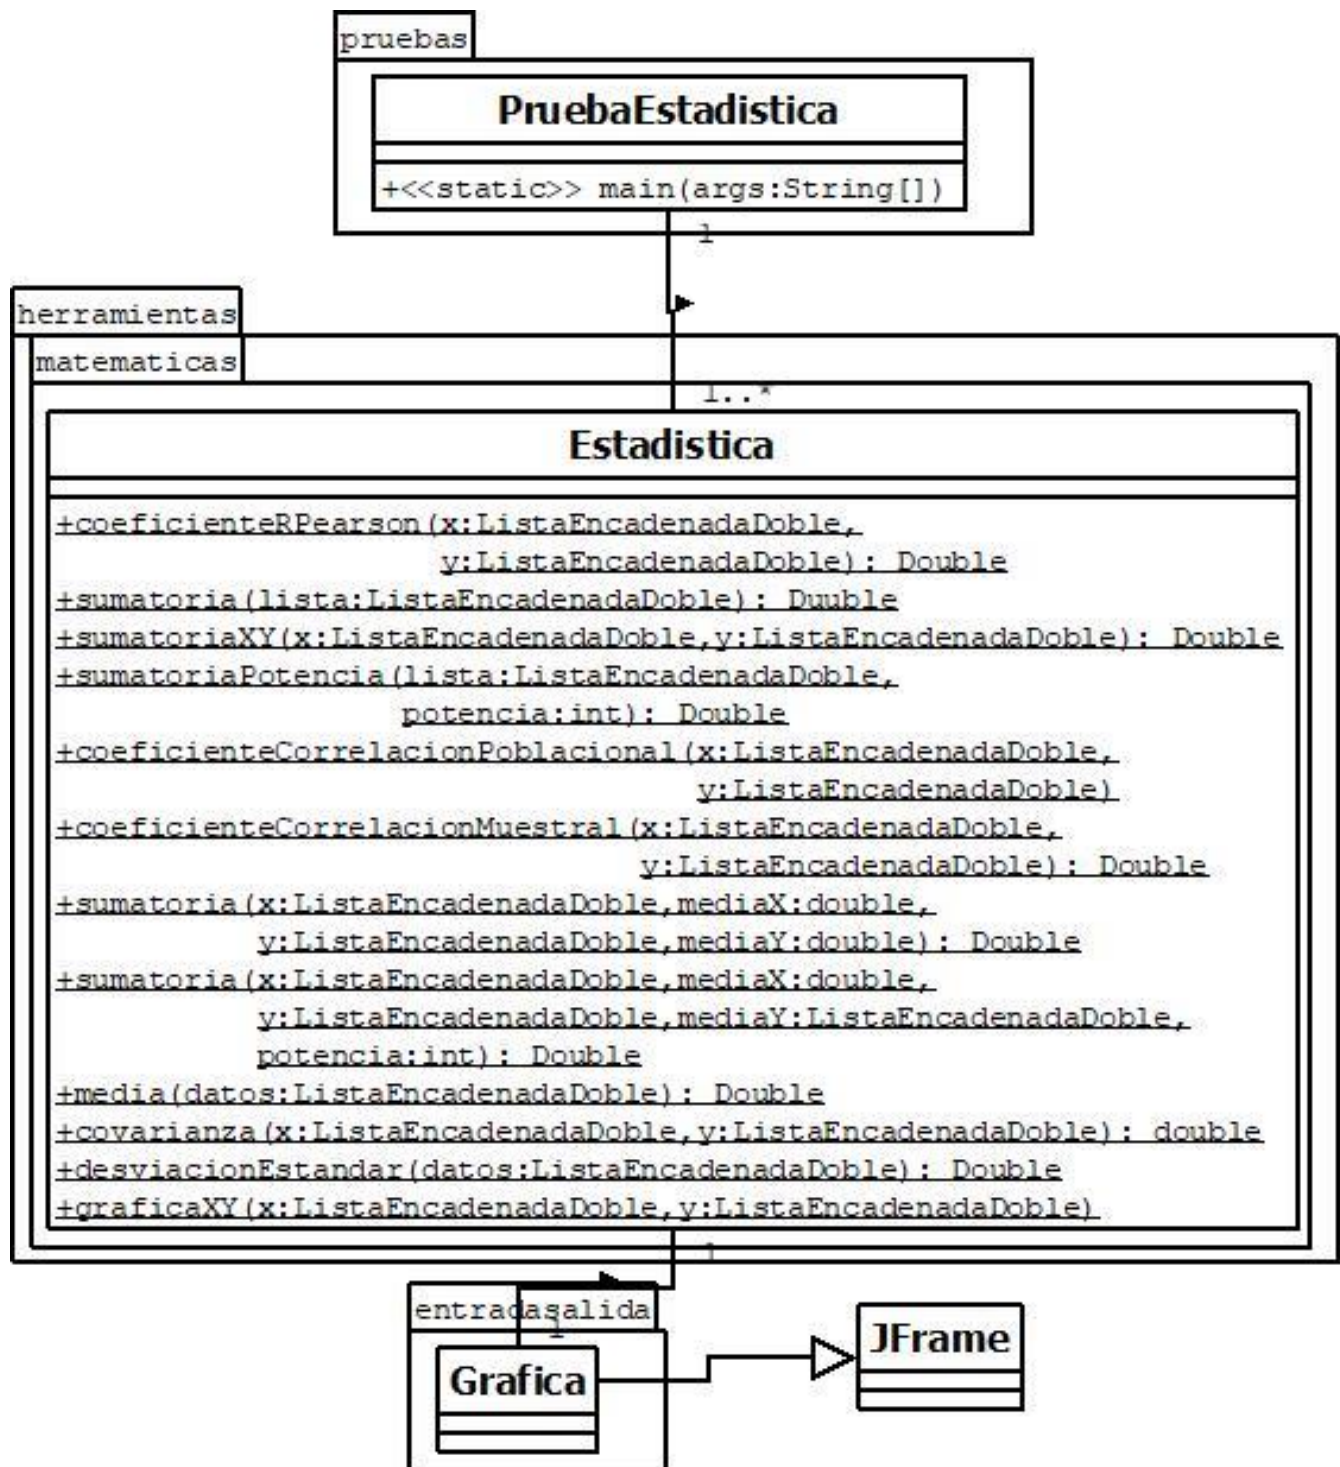 pruebas
PruebaEstadistica
+<<static>> main(args:String[])
1
herramientas
matematicas
1..*
Estadistica
+coeficienteRPearson(x:ListaEncadenadaDoble,
y:ListaEncadenadaDoble): Double
+sumatoria(lista:ListaEncadenadaDoble): Duuble
+sumatoriaXY(x:ListaEncadenadaDoble,y:ListaEncadenadaDoble): Double
+sumatoriaPotencia(lista:ListaEncadenadaDoble,
potencia:int): Double
+coeficienteCorrelacionPoblacional(x:ListaEncadenadaDoble,
y:ListaEncadenadaDoble)
+coeficienteCorrelacionMuestral(x:ListaEncadenadaDoble,
y:ListaEncadenadaDoble): Double
+sumatoria(x:ListaEncadenadaDoble,mediaX:double,
y:ListaEncadenadaDoble,mediaY:double): Double
+sumatoria(x:ListaEncadenadaDoble,mediaX:double,
y:ListaEncadenadaDoble,mediaY:ListaEncadenadaDoble,
potencia:int): Double
+media(datos:ListaEncadenadaDoble): Double
+covarianza(x:ListaEncadenadaDoble,y:ListaEncadenadaDoble): double
+desviacionEstandar(datos:ListaEncadenadaDoble): Double
+graficaXY(x:ListaEncadenadaDoble,y:ListaEncadenadaDoble)
1
entradasalida
1
JFrame
Grafica